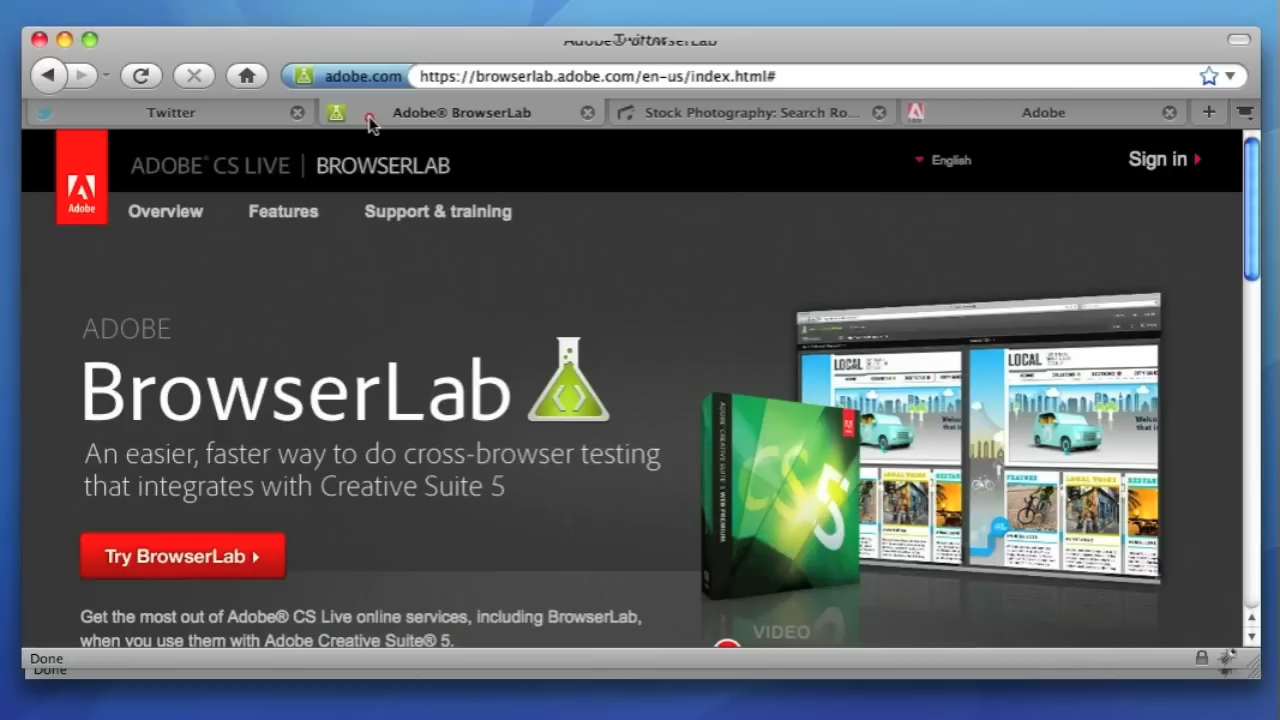 adobe.com https://browserlab.adobe.com/en-us/index.html#
Twitter Adobe® BrowserLab Stock Photography: Search Ro... Adobe
ADOBE® CS LIVE | BROWSERLAB English Sign in
Adobe
Overview Features Support & training
ADOBE
BrowserLab
An easier, faster way to do cross-browser testing
that integrates with Creative Suite 5
LOCAL
LOCAL
CS5
Try BrowserLab
Get the most out of Adobe® CS Live online services, including BrowserLab,
when you use them with Adobe Creative Suite® 5.
VIDEO
Done
Done